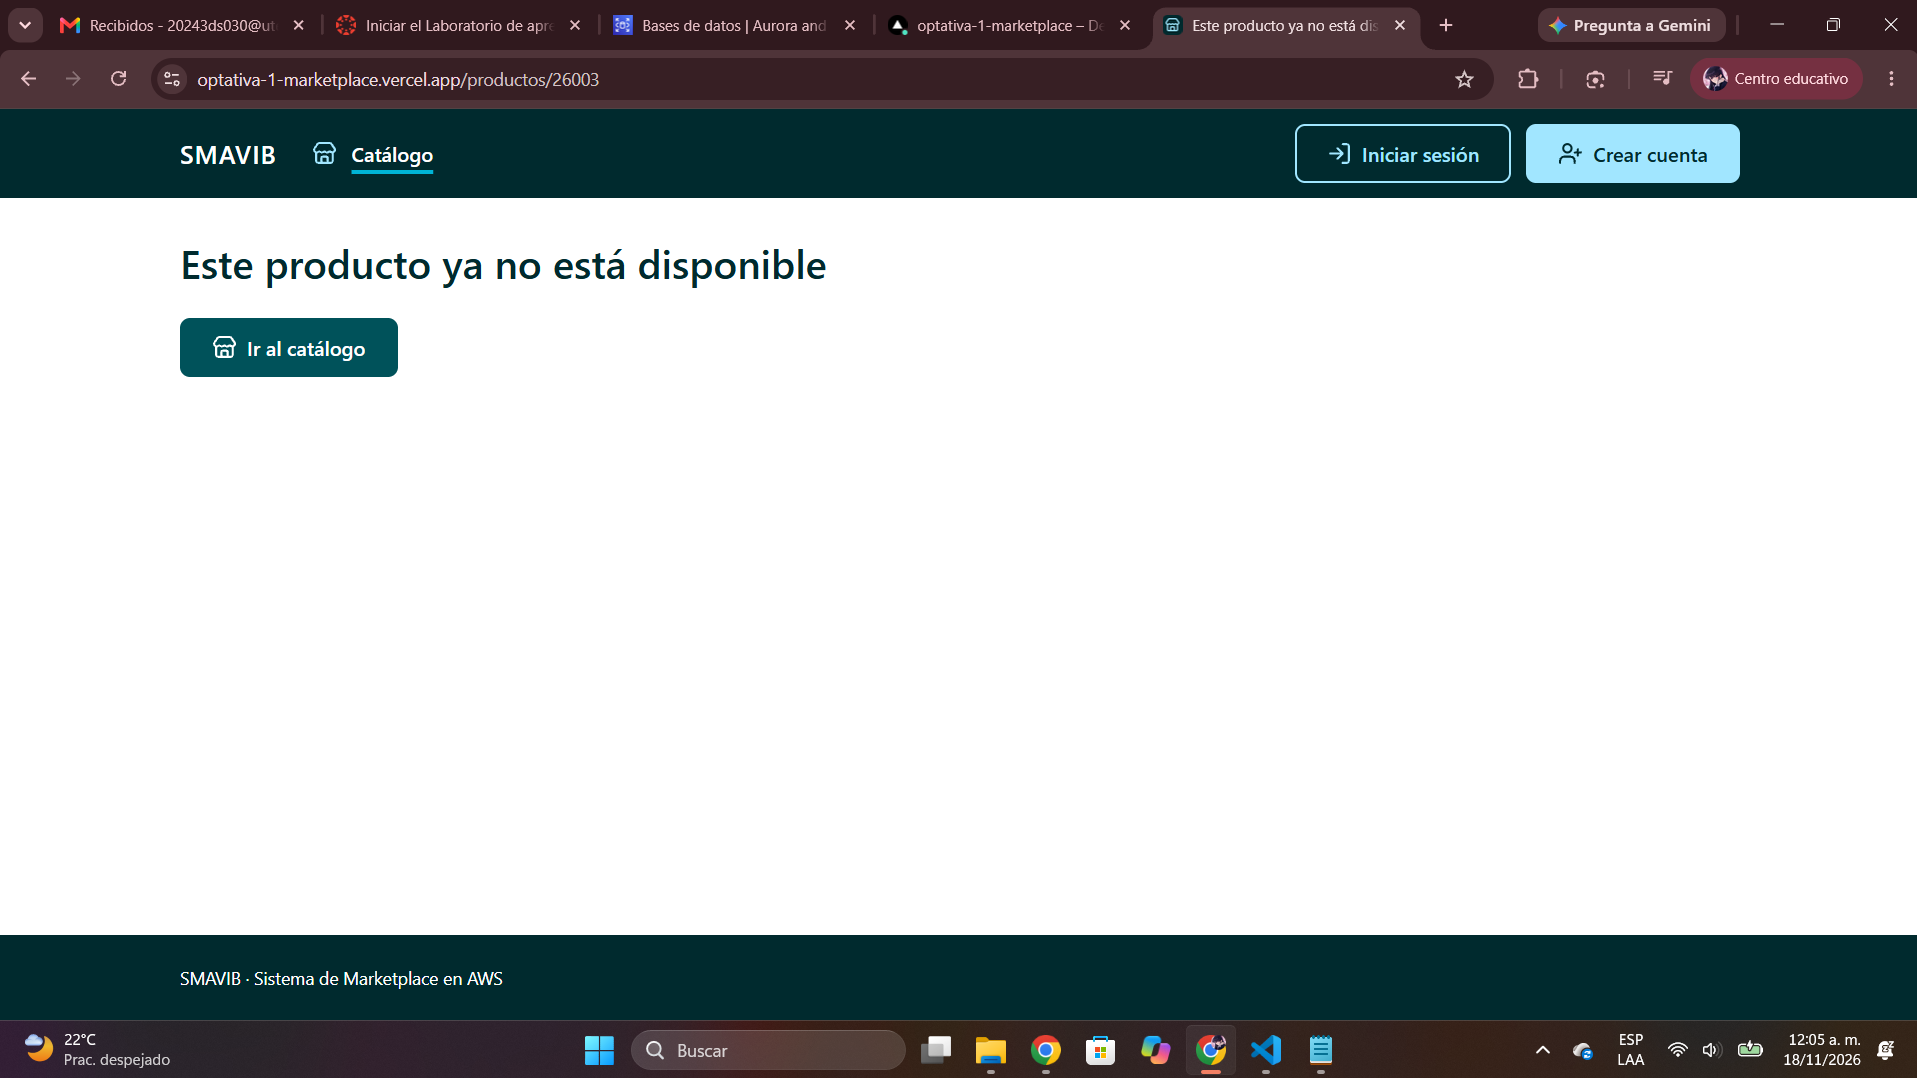 Recibidos - 20243ds030@ut
Iniciar el Laboratorio de apre
Bases de datos | Aurora and
optativa-1-marketplace – De
Este producto ya no está dis
Pregunta a Gemini
optativa-1-marketplace.vercel.app/productos/26003
Centro educativo
SMAVIB
Catálogo
Iniciar sesión
Crear cuenta
Este producto ya no está disponible
Ir al catálogo
SMAVIB · Sistema de Marketplace en AWS
22°C
Prac. despejado
Buscar
ESP
LAA
12:05 a. m.
18/11/2026